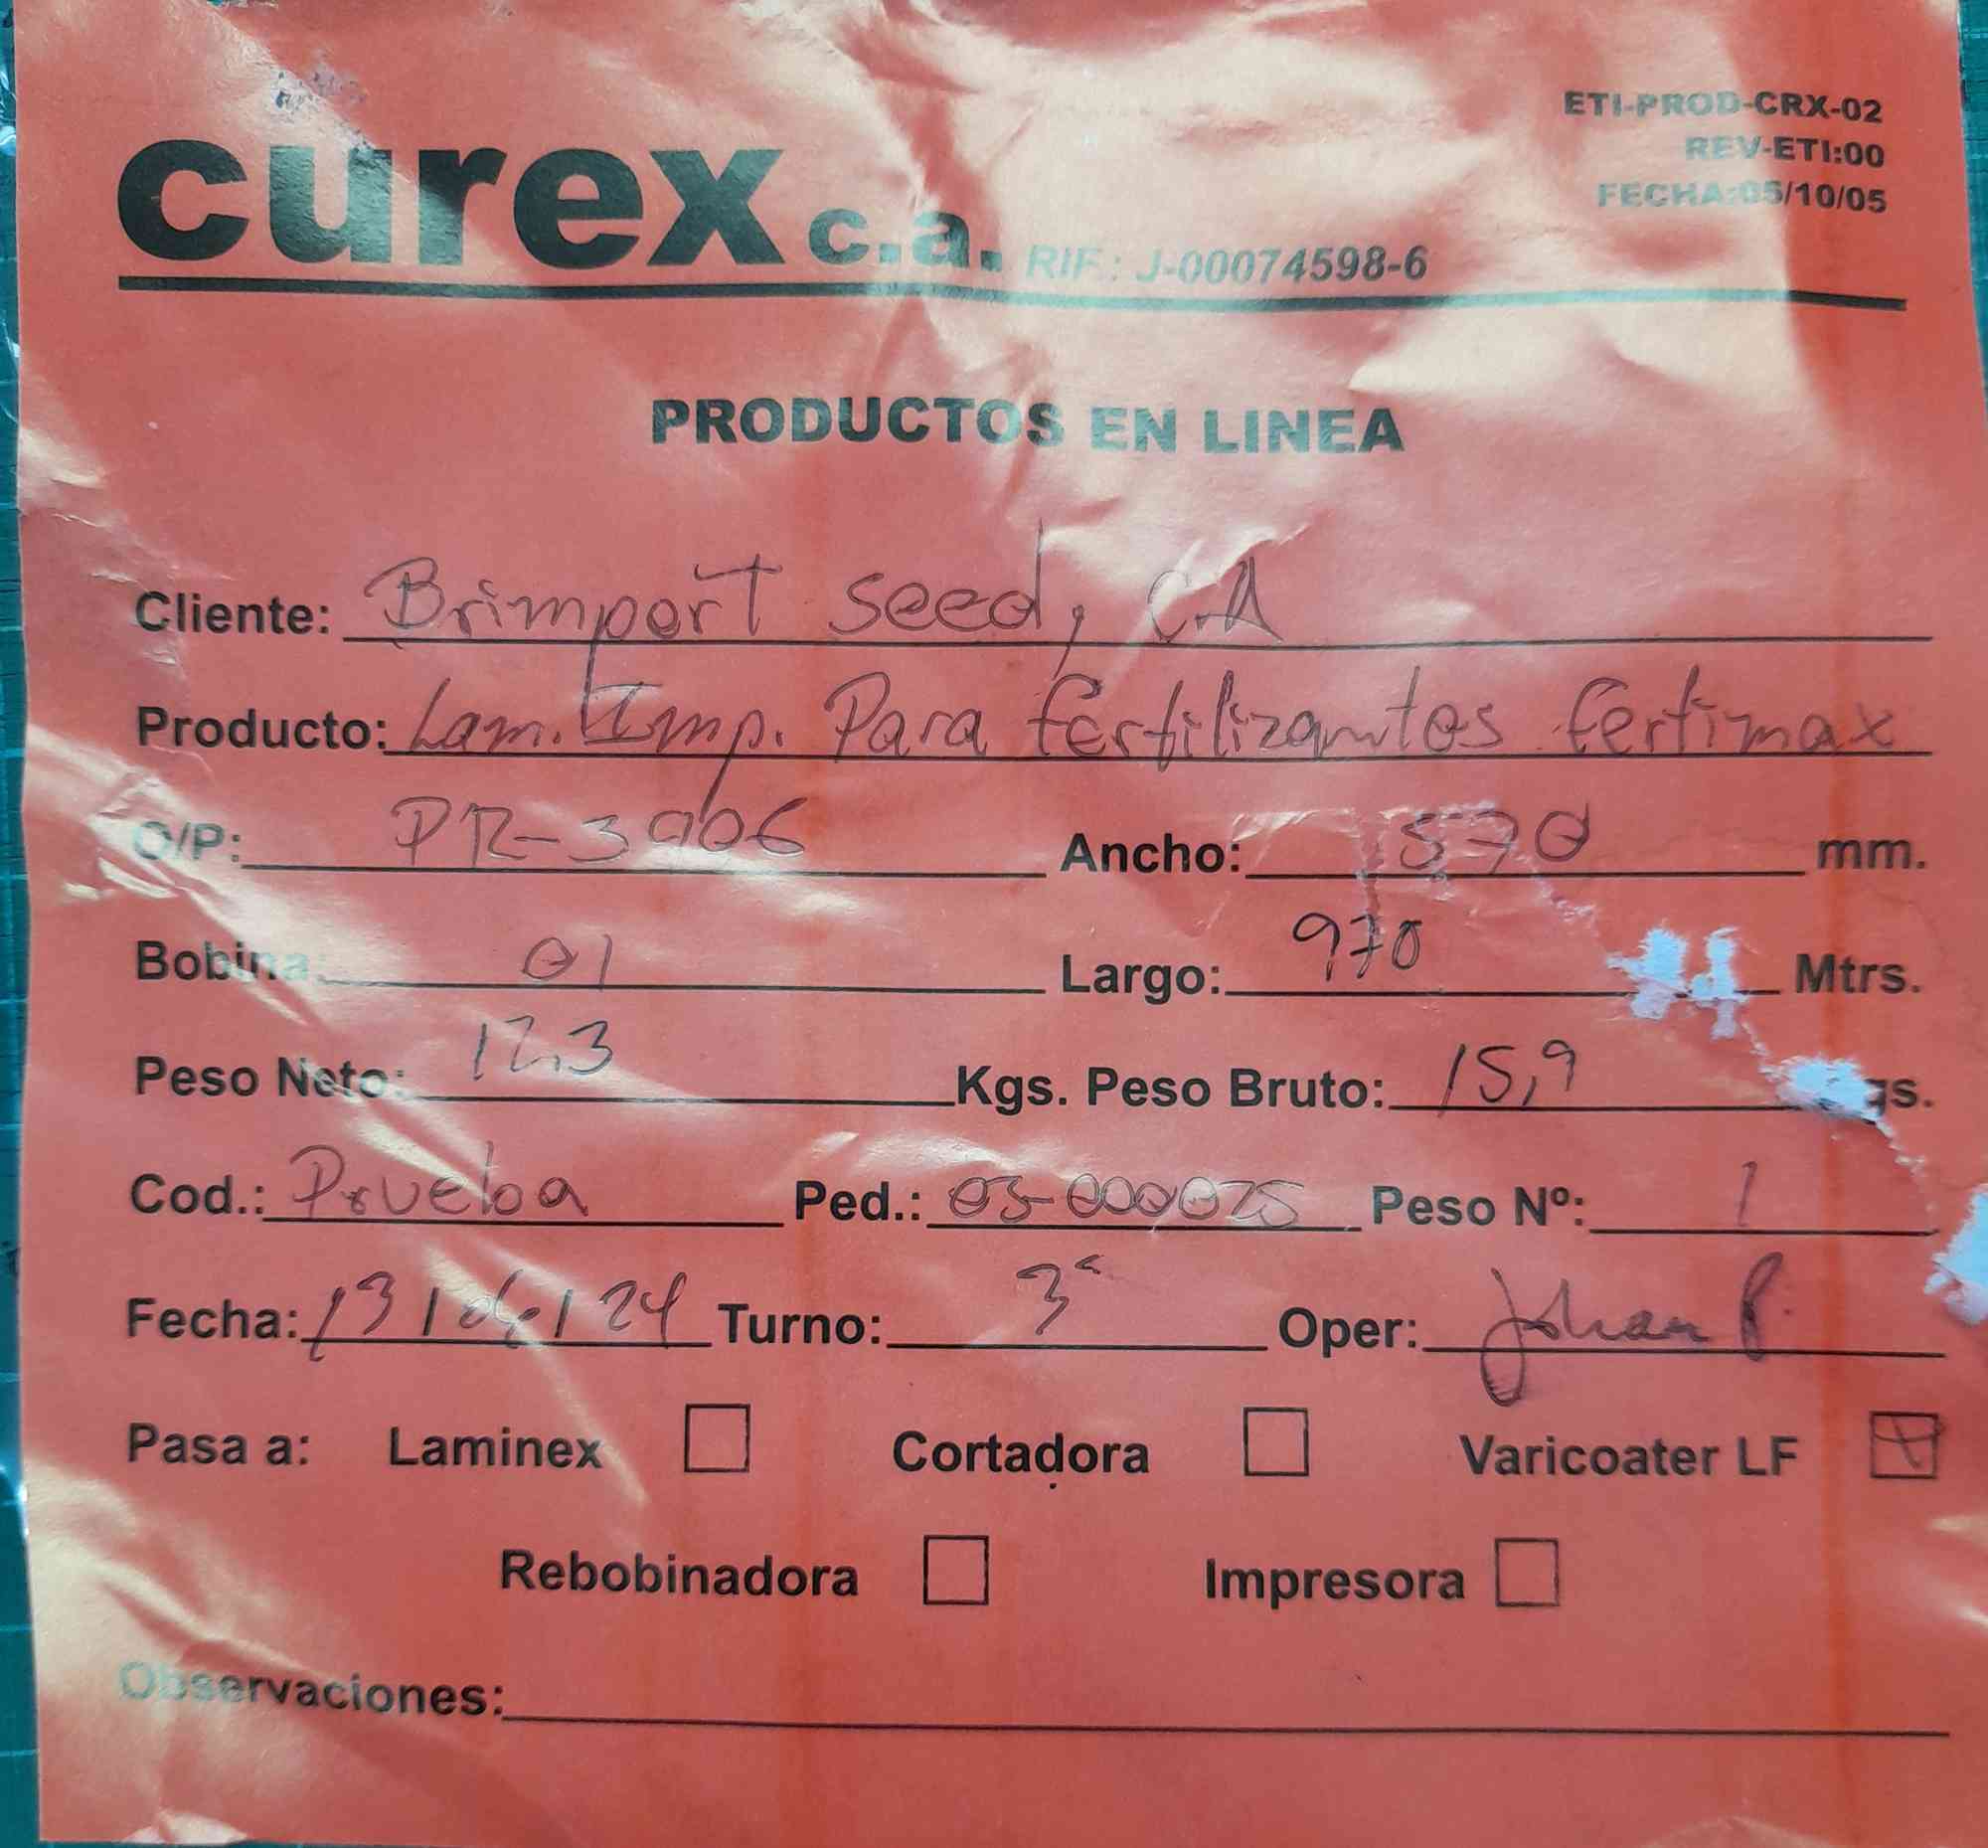 ETI-PROD-CRX-02
REV-ETI:00
FECHA:05/10/05
curex c.a. RIF: J-00074598-6
PRODUCTOS EN LINEA
Cliente: Brimport Seed, C.A
Producto: Lam. Imp. Para fertilizantes fertimax
O/P: PR-3906 Ancho: 570 mm.
Bobina: 01 Largo: 970 Mtrs.
Peso Neto: 12,3 Kgs. Peso Bruto: 15,9 gs.
Cod.: Prueba Ped.: 03-000025 Peso Nº: 1
Fecha: 13/06/24 Turno: 3ª Oper: Johan P.
Pasa a: Laminex Cortadora Varicoater LF
Rebobinadora Impresora
Observaciones: